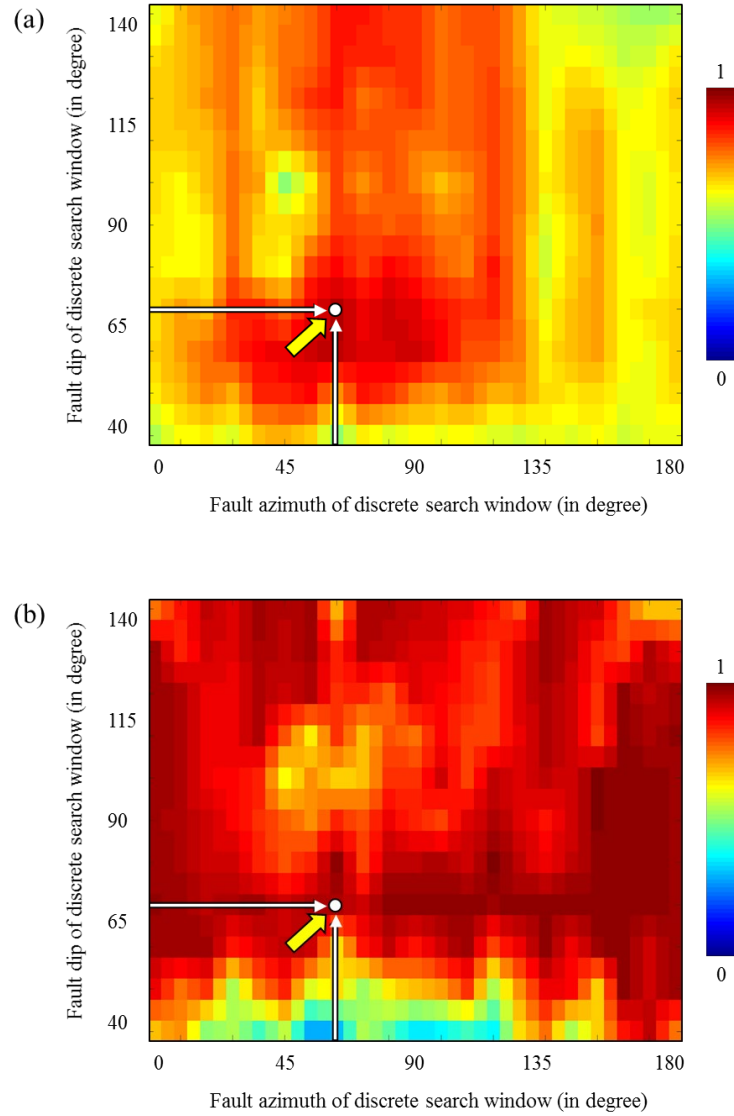 (a)
Fault dip of discrete search window (in degree)
140
115
90
65
40
0 45 90 135 180
Fault azimuth of discrete search window (in degree)
1
0
(b)
Fault dip of discrete search window (in degree)
140
115
90
65
40
0 45 90 135 180
Fault azimuth of discrete search window (in degree)
1
0